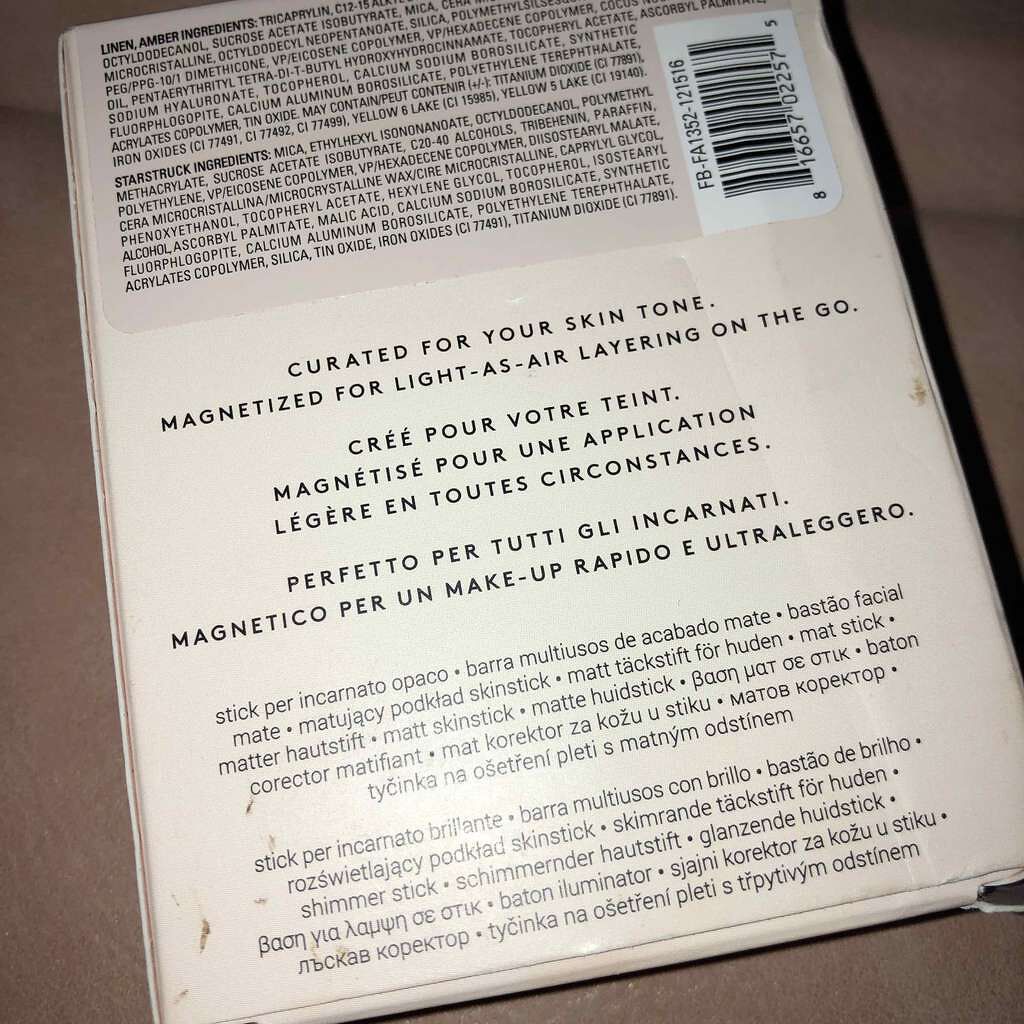 LINEN, AMBER INGREDIENTS: TRICAPRYLIN, C12-15
OCTYLDODECANOL, SUCROSE ACETATE ISOBUTYRATE, MICA, CERA
MICROCRISTALLINE, OCTYLDODECYL NEOPENTANOATE, SILICA,
PEG/PPG-10/1 DIMETHICONE, VP/EICOSENE COPOLYMER, VP/HEXADECENE COPOLYMER, COCOS
OIL, PENTAERYTHRITYL TETRA-DI-T-BUTYL HYDROXYHYDROCINNAMATE, TOCOPHERYL ACETATE, ASCORBYL PALMITATE,
SODIUM HYALURONATE, TOCOPHEROL, CALCIUM SODIUM BOROSILICATE, SYNTHETIC
FLUORPHLOGOPITE, CALCIUM ALUMINUM BOROSILICATE, POLYETHYLENE TEREPHTHALATE,
ACRYLATES COPOLYMER, TIN OXIDE. MAY CONTAIN/PEUT CONTENIR (+/-): TITANIUM DIOXIDE (CI 77891),
IRON OXIDES (CI 77491, CI 77492, CI 77499), YELLOW 6 LAKE (CI 15985), YELLOW 5 LAKE (CI 19140).
STARSTRUCK INGREDIENTS: MICA, ETHYLHEXYL ISONONANOATE, OCTYLDODECANOL, POLYMETHYL
METHACRYLATE, SUCROSE ACETATE ISOBUTYRATE, C20-40 ALCOHOLS, TRIBEHENIN, PARAFFIN,
POLYETHYLENE, VP/EICOSENE COPOLYMER, VP/HEXADECENE COPOLYMER, DIISOSTEARYL MALATE,
CERA MICROCRISTALLINA/MICROCRYSTALLINE WAX/CIRE MICROCRISTALLINE, CAPRYLYL GLYCOL,
PHENOXYETHANOL, TOCOPHERYL ACETATE, HEXYLENE GLYCOL, TOCOPHEROL, ISOSTEARYL
ALCOHOL, ASCORBYL PALMITATE, MALIC ACID, CALCIUM SODIUM BOROSILICATE, SYNTHETIC
FLUORPHLOGOPITE, CALCIUM ALUMINUM BOROSILICATE, POLYETHYLENE TEREPHTHALATE,
ACRYLATES COPOLYMER, SILICA, TIN OXIDE, IRON OXIDES (CI 77491), TITANIUM DIOXIDE (CI 77891).
FB-FA1352-121516
8 16657 02257 5
CURATED FOR YOUR SKIN TONE.
MAGNETIZED FOR LIGHT-AS-AIR LAYERING ON THE GO.
CRÉÉ POUR VOTRE TEINT.
MAGNÉTISÉ POUR UNE APPLICATION
LÉGÈRE EN TOUTES CIRCONSTANCES.
PERFETTO PER TUTTI GLI INCARNATI.
MAGNETICO PER UN MAKE-UP RAPIDO E ULTRALEGGERO.
stick per incarnato opaco • barra multiusos de acabado mate • bastão facial
mate • matujący podkład skinstick • matt täckstift för huden • mat stick •
matter hautstift • matt skinstick • matte huidstick • βαση ματ σε στικ • baton
corector matifiant • mat korektor za kožu u stiku • матов коректор •
tyčinka na ošetření pleti s matným odstínem
stick per incarnato brillante • barra multiusos con brillo • bastão de brilho •
rozświetlający podkład skinstick • skimrande täckstift för huden •
shimmer stick • schimmernder hautstift • glanzende huidstick •
βαση για λαμψη σε στικ • baton iluminator • sjajni korektor za kožu u stiku •
лъскав коректор • tyčinka na ošetření pleti s třpytivým odstínem